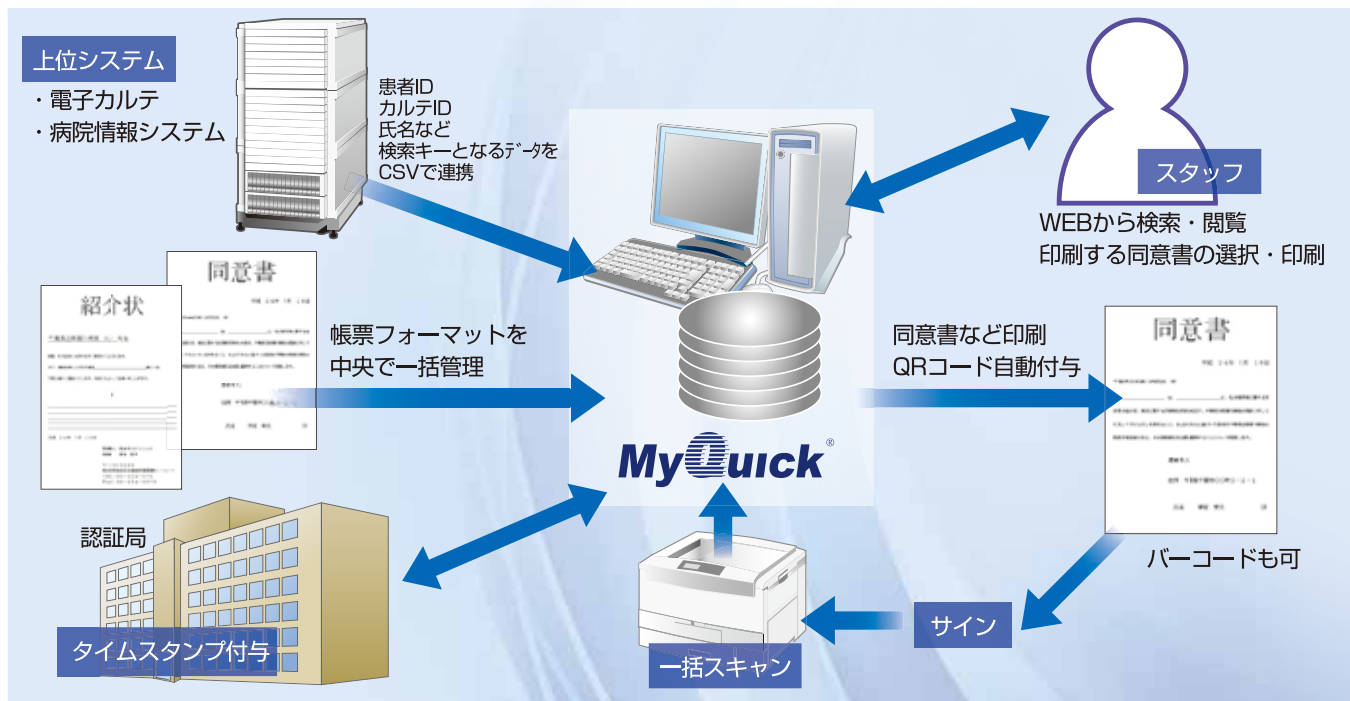 上位システム
・電子カルテ
・病院情報システム
患者ID
カルテID
氏名など
検索キーとなるデータを
CSVで連携
スタッフ
WEBから検索・閲覧
印刷する同意書の選択・印刷
同意書
紹介状
帳票フォーマットを
中央で一括管理
MyQuick®
同意書など印刷
QRコード自動付与
同意書
バーコードも可
認証局
タイムスタンプ付与
一括スキャン
サイン